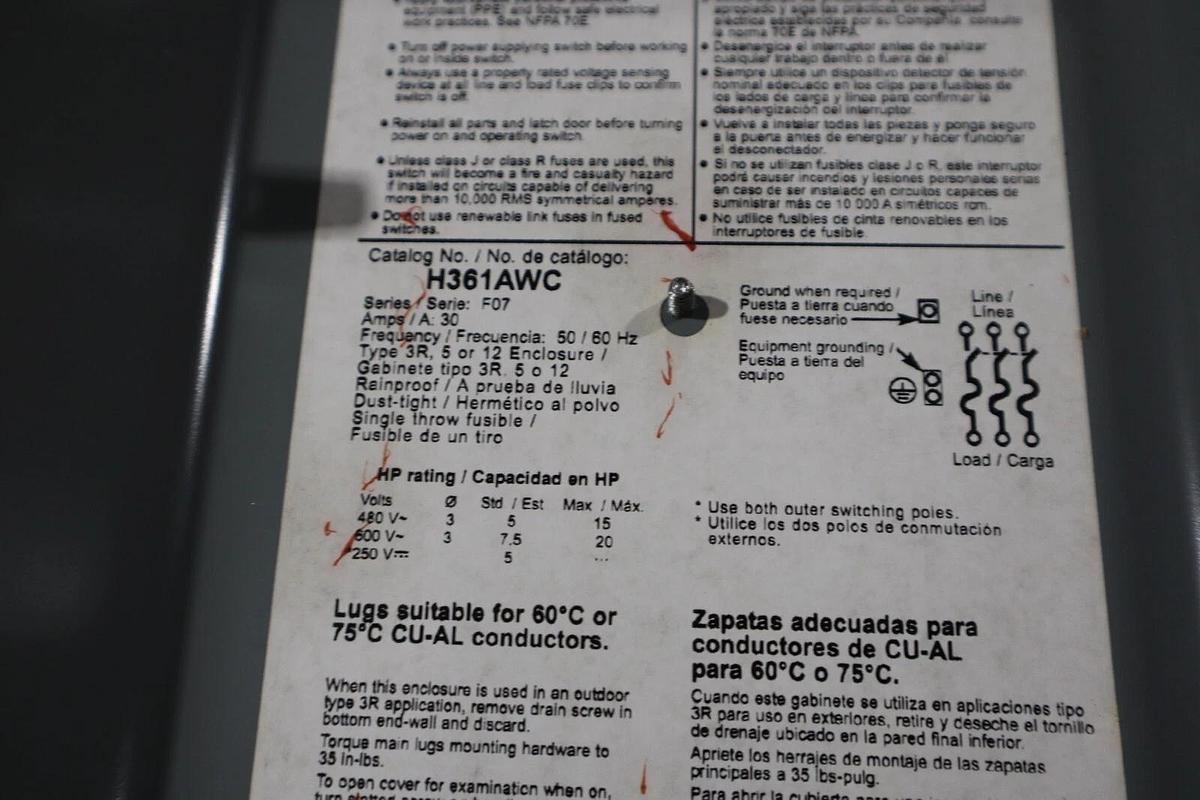 equipment (PPE) and follow safe electrical
work practices. See NFPA 70E.
• Turn off power supplying switch before working
on or inside switch.
• Always use a properly rated voltage sensing
device at all line and load fuse clips to confirm
switch is off.
• Reinstall all parts and latch door before turning
power on and operating switch.
• Unless class J or class R fuses are used, this
switch will become a fire and casualty hazard
if installed on circuits capable of delivering
more than 10,000 RMS symmetrical amperes.
• Do not use renewable link fuses in fused
switches.
apropiado y siga las prácticas de seguridad
eléctrica establecidas por su Compañía, consulte
la norma 70E de NFPA.
• Desenergice el interruptor antes de realizar
cualquier trabajo dentro o fuera de él
• Siempre utilice un dispositivo detector de tensión
nominal adecuado en los clips para fusibles de
los lados de carga y línea para confirmar la
desenergización del interruptor.
• Vuelva a instalar todas las piezas y ponga seguro
a la puerta antes de energizar y hacer funcionar
el desconectador.
• Si no se utilizan fusibles clase J o R, este interruptor
podrá causar incendios y lesiones personales serias
en caso de ser instalado en circuitos capaces de
suministrar más de 10 000 A simétricos rcm.
• No utilice fusibles de cinta renovables en los
interruptores de fusible.
Catalog No. / No. de catálogo:
H361AWC
Series / Serie: F07
Amps / A: 30
Frequency / Frecuencia: 50 / 60 Hz
Type 3R, 5 or 12 Enclosure /
Gabinete tipo 3R, 5 o 12
Rainproof / A prueba de lluvia
Dust-tight / Hermético al polvo
Single throw fusible /
Fusible de un tiro
Ground when required /
Puesta a tierra cuando
fuese necesario
Equipment grounding /
Puesta a tierra del
equipo
Line /
Línea
Load / Carga
HP rating / Capacidad en HP
Volts Ø Std / Est Max / Máx.
480 V~ 3 5 15
600 V~ 3 7.5 20
*250 V⎓ 5 ...
* Use both outer switching poles.
* Utilice los dos polos de conmutación
externos.
Lugs suitable for 60°C or
75°C CU-AL conductors.
When this enclosure is used in an outdoor
type 3R application, remove drain screw in
bottom end-wall and discard.
Torque main lugs mounting hardware to
35 in-lbs.
To open cover for examination when on,
Zapatas adecuadas para
conductores de CU-AL
para 60°C o 75°C.
Cuando este gabinete se utiliza en aplicaciones tipo
3R para uso en exteriores, retire y deseche el tornillo
de drenaje ubicado en la pared final inferior.
Apriete los herrajes de montaje de las zapatas
principales a 35 lbs-pulg.
Para abrir la cubierta para